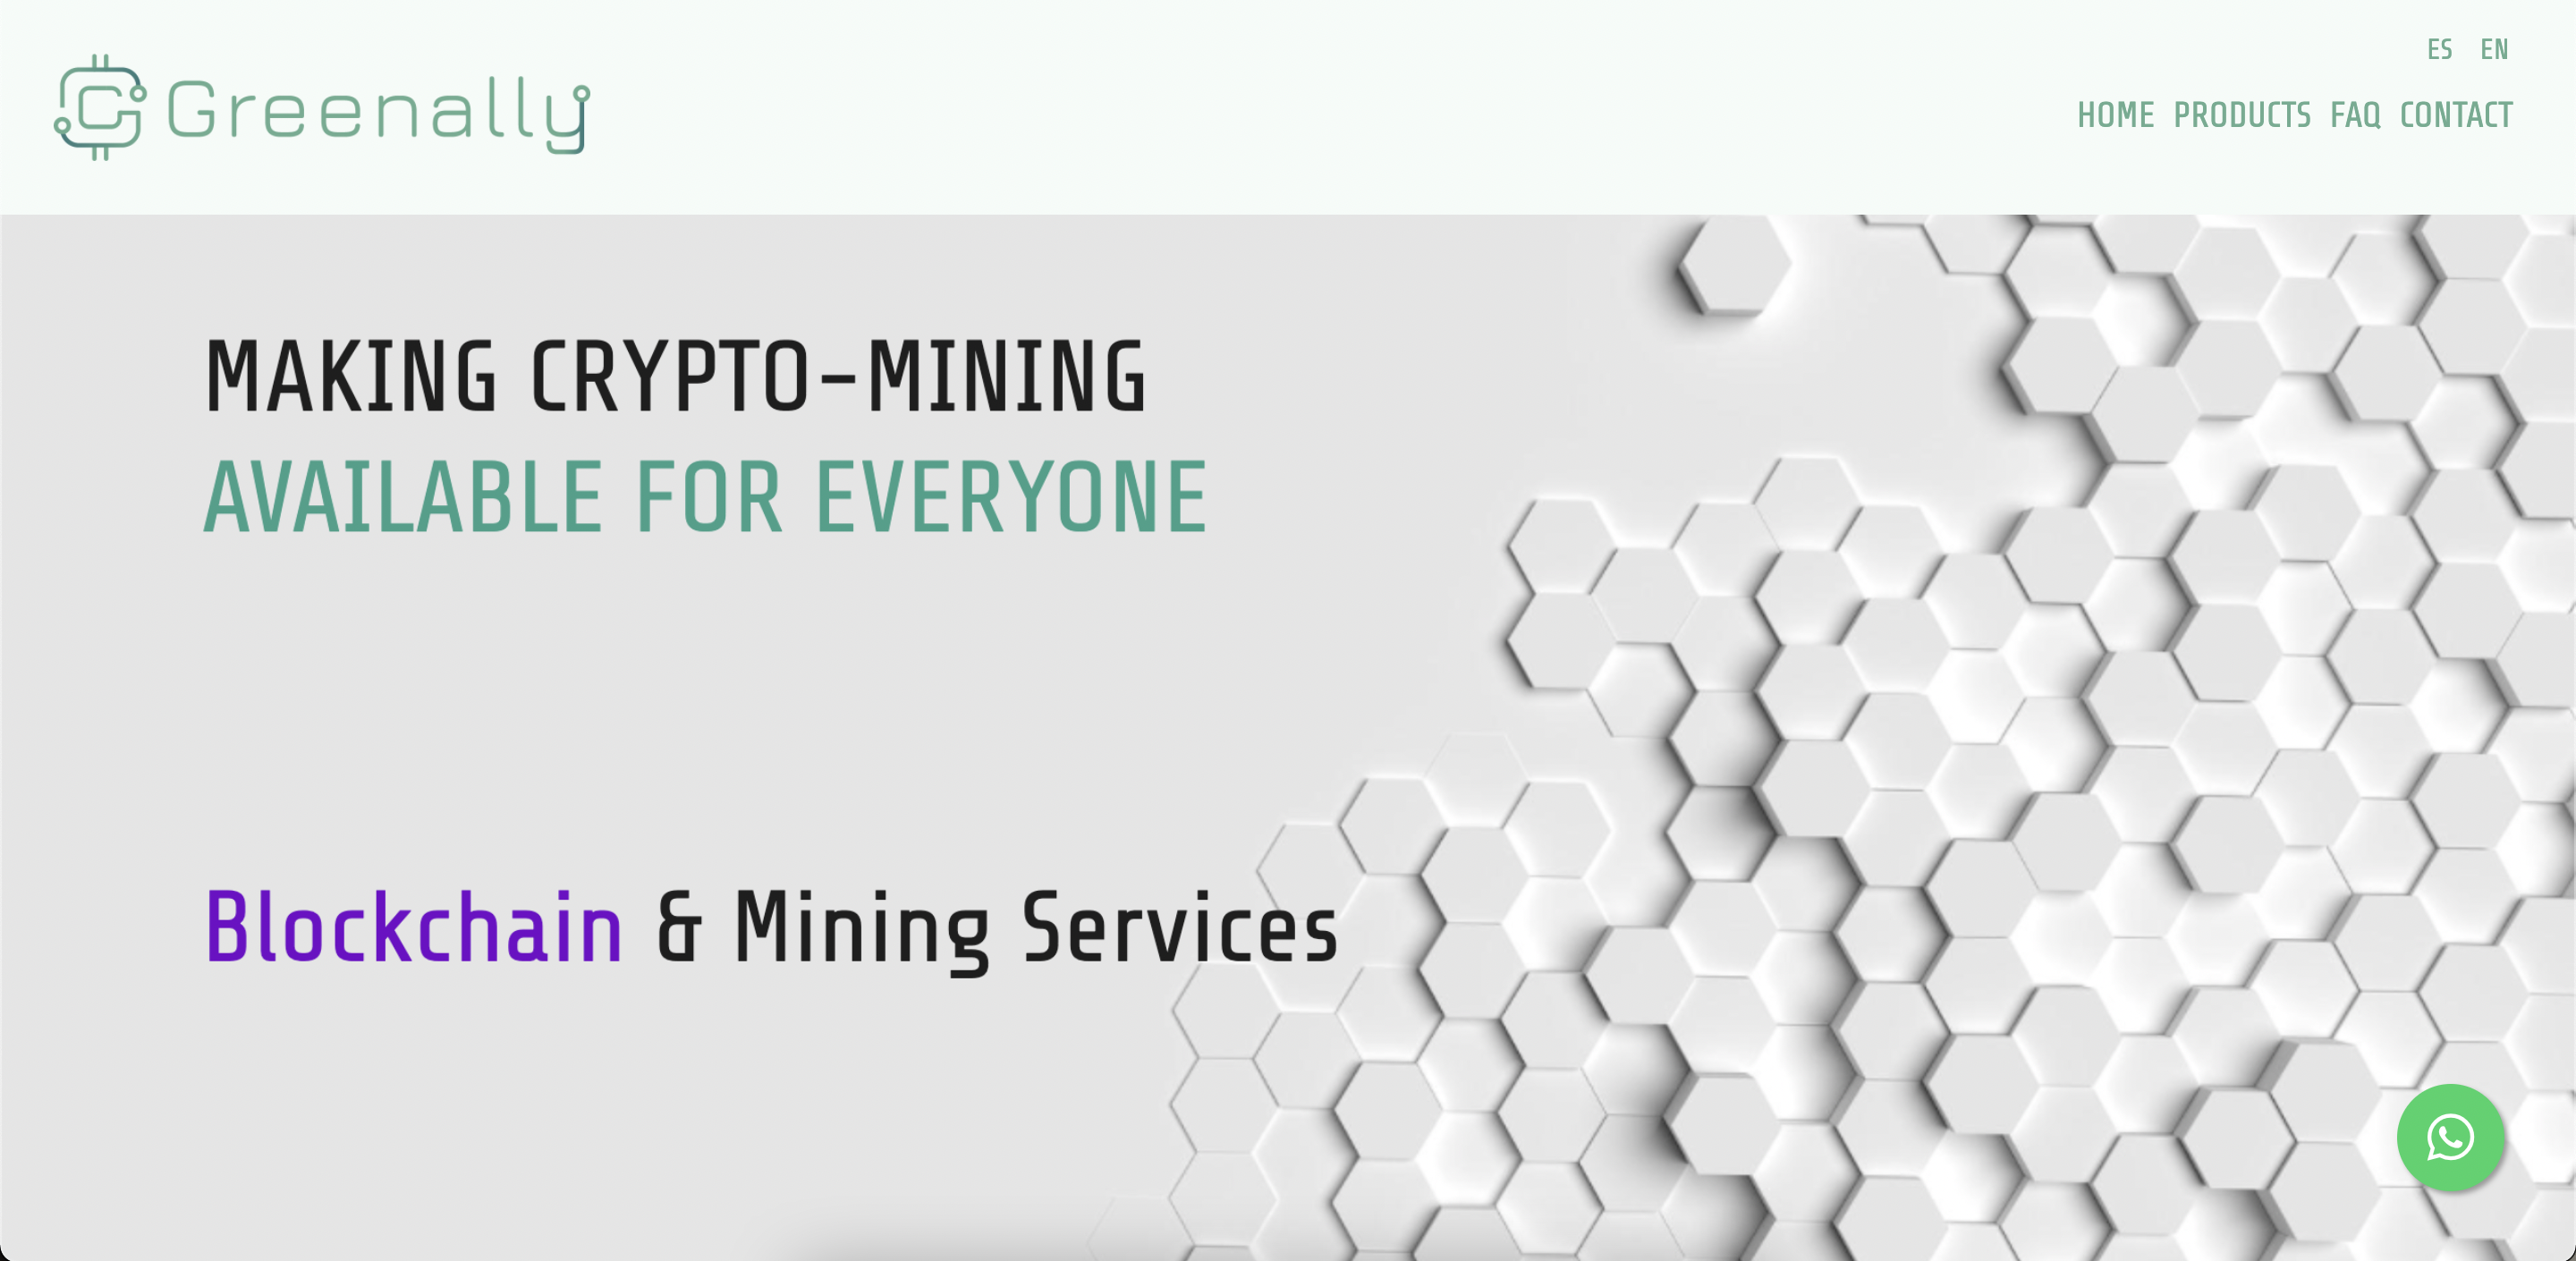 ES EN
Greenally
HOME PRODUCTS FAQ CONTACT
MAKING CRYPTO-MINING
AVAILABLE FOR EVERYONE
Blockchain & Mining Services